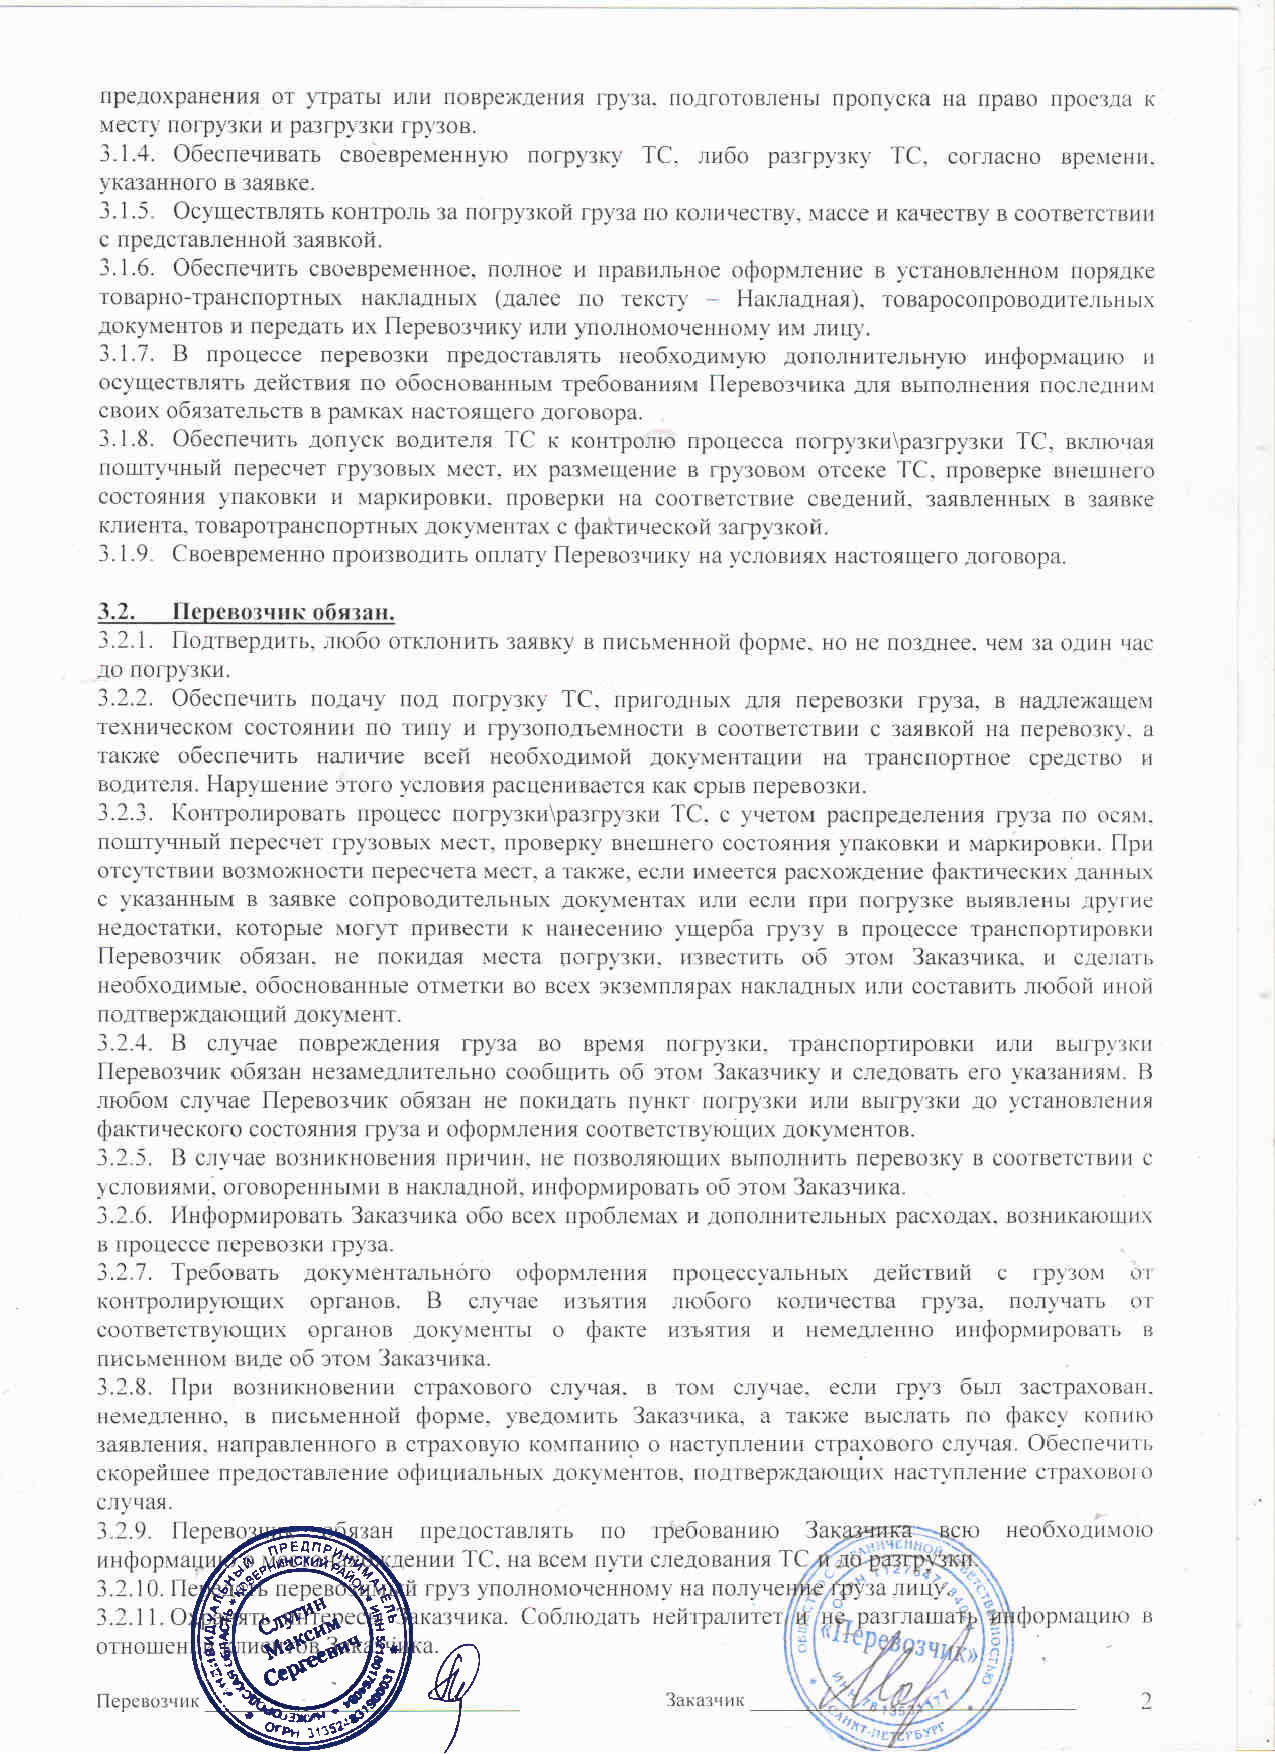 предохранения от утраты или повреждения груза, подготовлены пропуска на право проезда к
месту погрузки и разгрузки грузов.
3.1.4. Обеспечивать своевременную погрузку ТС, либо разгрузку ТС, согласно времени,
указанного в заявке.
3.1.5. Осуществлять контроль за погрузкой груза по количеству, массе и качеству в соответствии
с представленной заявкой.
3.1.6. Обеспечить своевременное, полное и правильное оформление в установленном порядке
товарно-транспортных накладных (далее по тексту – Накладная), товаросопроводительных
документов и передать их Перевозчику или уполномоченному им лицу.
3.1.7. В процессе перевозки предоставлять необходимую дополнительную информацию и
осуществлять действия по обоснованным требованиям Перевозчика для выполнения последним
своих обязательств в рамках настоящего договора.
3.1.8. Обеспечить допуск водителя ТС к контролю процесса погрузки\разгрузки ТС, включая
поштучный пересчет грузовых мест, их размещение в грузовом отсеке ТС, проверке внешнего
состояния упаковки и маркировки, проверки на соответствие сведений, заявленных в заявке
клиента, товаротранспортных документах с фактической загрузкой.
3.1.9. Своевременно производить оплату Перевозчику на условиях настоящего договора.
3.2. Перевозчик обязан.
3.2.1. Подтвердить, любо отклонить заявку в письменной форме, но не позднее, чем за один час
до погрузки.
3.2.2. Обеспечить подачу под погрузку ТС, пригодных для перевозки груза, в надлежащем
техническом состоянии по типу и грузоподъемности в соответствии с заявкой на перевозку, а
также обеспечить наличие всей необходимой документации на транспортное средство и
водителя. Нарушение этого условия расценивается как срыв перевозки.
3.2.3. Контролировать процесс погрузки\разгрузки ТС, с учетом распределения груза по осям,
поштучный пересчет грузовых мест, проверку внешнего состояния упаковки и маркировки. При
отсутствии возможности пересчета мест, а также, если имеется расхождение фактических данных
с указанным в заявке сопроводительных документах или если при погрузке выявлены другие
недостатки, которые могут привести к нанесению ущерба грузу в процессе транспортировки
Перевозчик обязан, не покидая места погрузки, известить об этом Заказчика, и сделать
необходимые, обоснованные отметки во всех экземплярах накладных или составить любой иной
подтверждающий документ.
3.2.4. В случае повреждения груза во время погрузки, транспортировки или выгрузки
Перевозчик обязан незамедлительно сообщить об этом Заказчику и следовать его указаниям. В
любом случае Перевозчик обязан не покидать пункт погрузки или выгрузки до установления
фактического состояния груза и оформления соответствующих документов.
3.2.5. В случае возникновения причин, не позволяющих выполнить перевозку в соответствии с
условиями, оговоренными в накладной, информировать об этом Заказчика.
3.2.6. Информировать Заказчика обо всех проблемах и дополнительных расходах, возникающих
в процессе перевозки груза.
3.2.7. Требовать документального оформления процессуальных действий с грузом от
контролирующих органов. В случае изъятия любого количества груза, получать от
соответствующих органов документы о факте изъятия и немедленно информировать в
письменном виде об этом Заказчика.
3.2.8. При возникновении страхового случая, в том случае, если груз был застрахован,
немедленно, в письменной форме, уведомить Заказчика, а также выслать по факсу копию
заявления, направленного в страховую компанию о наступлении страхового случая. Обеспечить
скорейшее предоставление официальных документов, подтверждающих наступление страхового
случая.
3.2.9. Перевозчик обязан предоставлять по требованию Заказчика всю необходимою
информацию о местонахождении ТС, на всем пути следования ТС и до разгрузки.
3.2.10. Передать перевозимый груз уполномоченному на получение груза лицу.
3.2.11. Охранять интересы Заказчика. Соблюдать нейтралитет и не разглашать информацию в
отношении клиентов Заказчика.
ИНДИВИДУАЛЬНЫЙ ПРЕДПРИНИМАТЕЛЬ
Слугин
Максим
Сергеевич
ОГРН
«Перевозчик»
САНКТ-ПЕТЕРБУРГ
Перевозчик
Заказчик
2